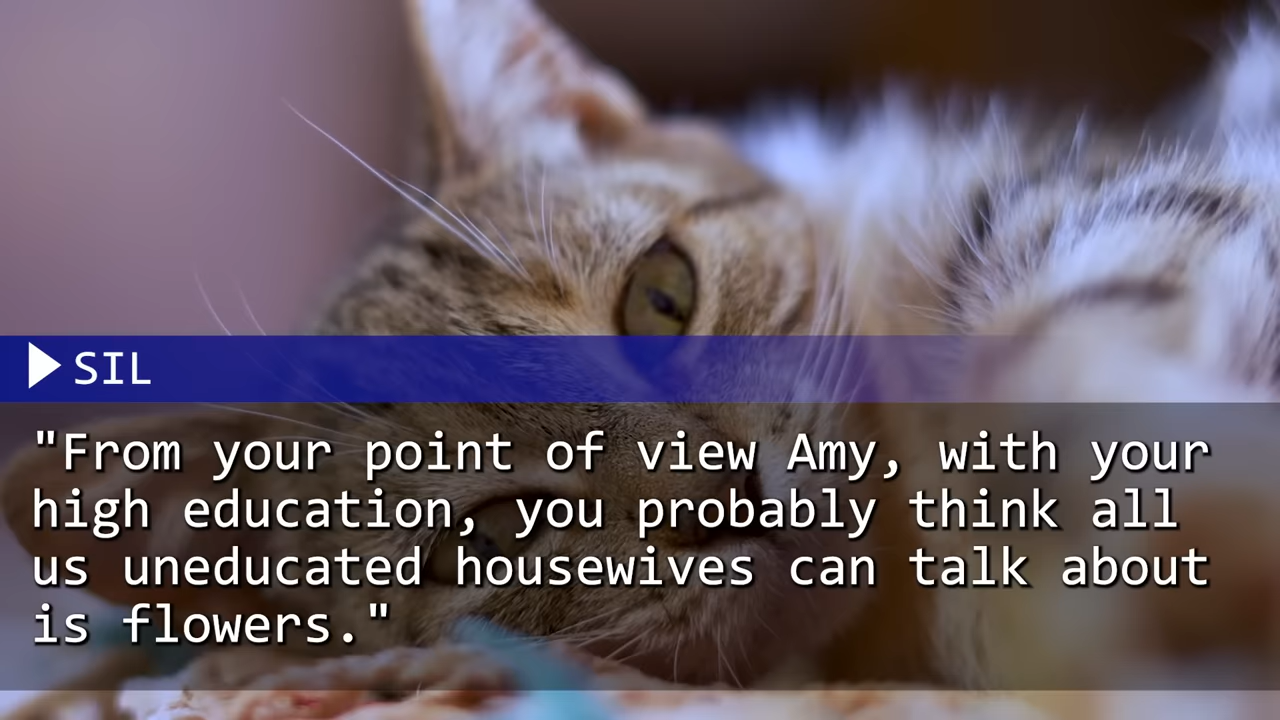 SIL
"From your point of view Amy, with your
high education, you probably think all
us uneducated housewives can talk about
is flowers."